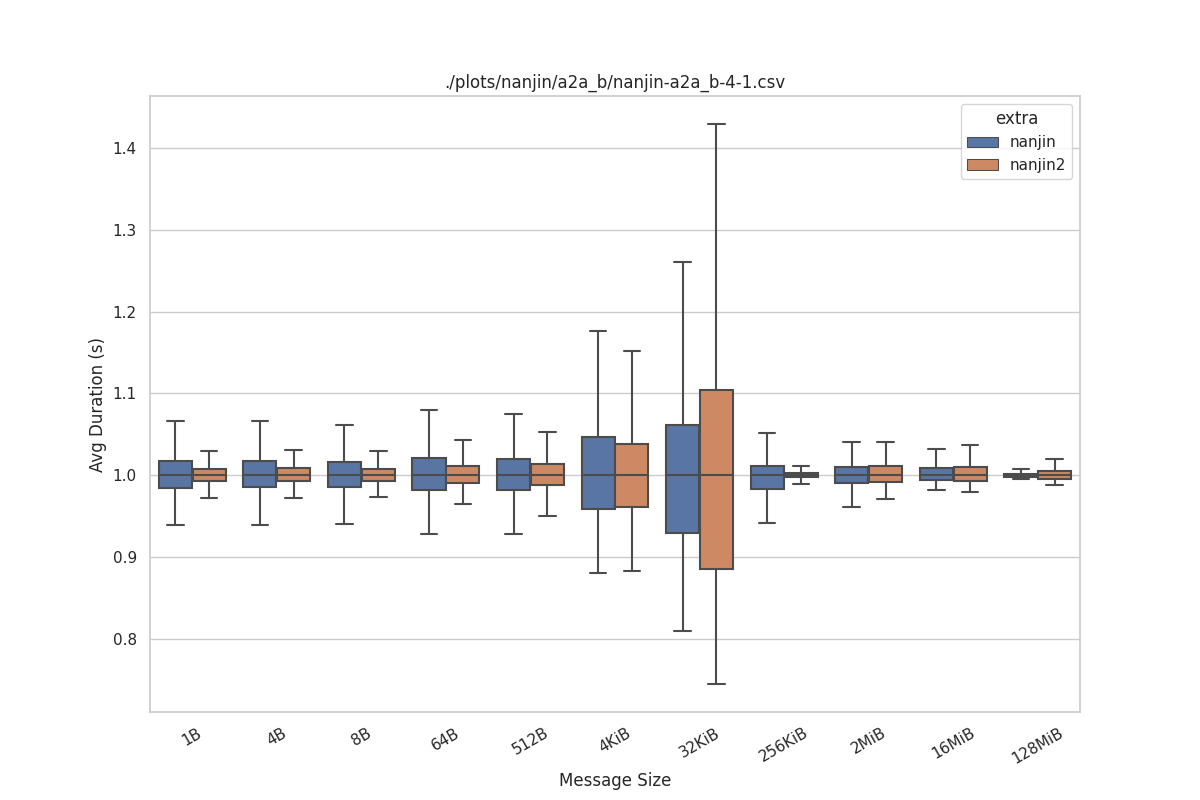 ./plots/nanjin/a2a_b/nanjin-a2a_b-4-1.csv
extra
nanjin
nanjin2
Avg Duration (s)
1.4
1.3
1.2
1.1
1.0
0.9
0.8
1B
4B
8B
64B
512B
4KiB
32KiB
256KiB
2MiB
16MiB
128MiB
Message Size